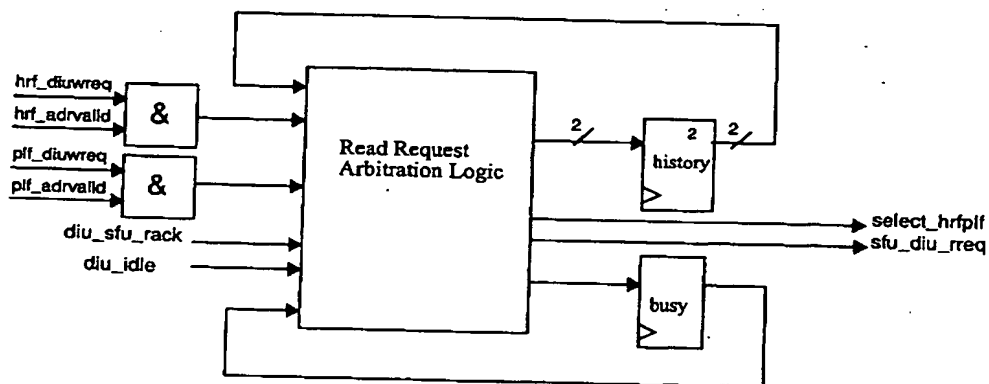 hrf_diuwreq
hrf_adrvalid
&
plf_diuwreq
plf_adrvalid
&
diu_sfu_rack
diu_idle
Read Request
Arbitration Logic
2
2
2
history
select_hrfplf
sfu_diu_rreq
busy